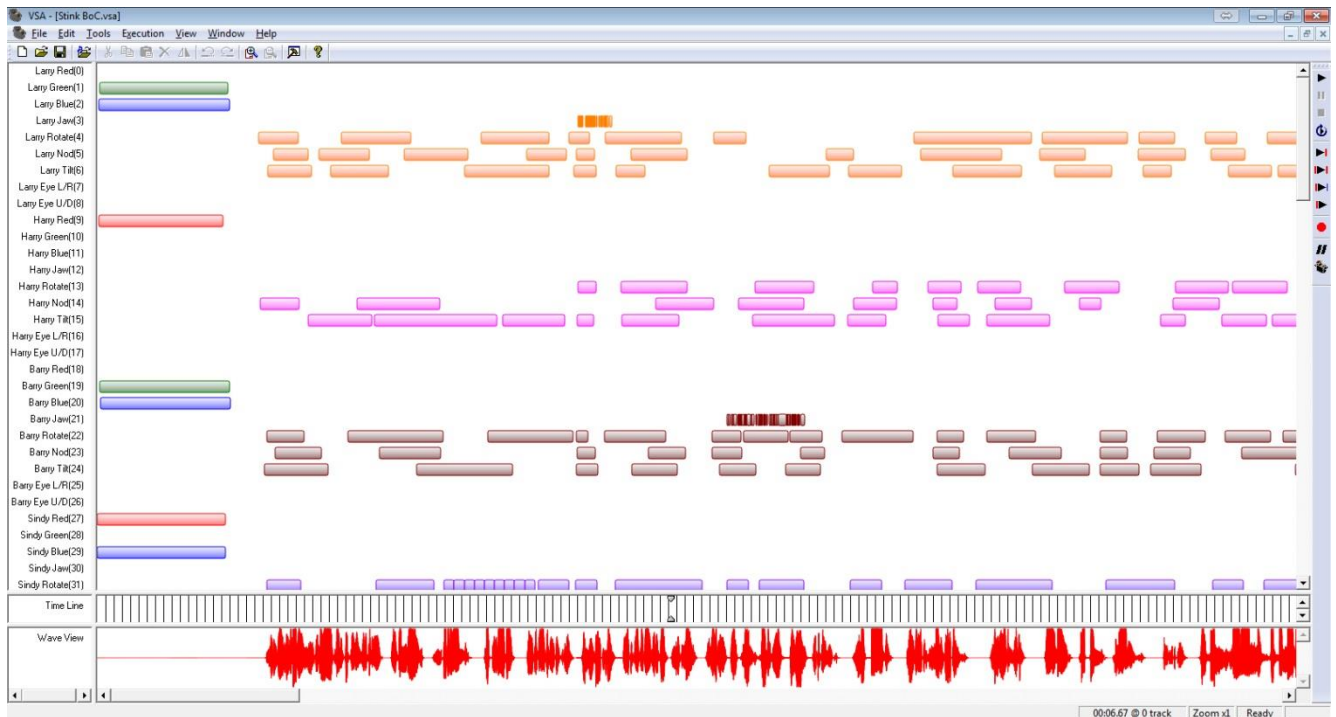 VSA - [Stink BoC.vsa]
File Edit Tools Execution View Window Help
Larry Red(0)
Larry Green(1)
Larry Blue(2)
Larry Jaw(3)
Larry Rotate(4)
Larry Nod(5)
Larry Tilt(6)
Larry Eye L/R(7)
Larry Eye U/D(8)
Harry Red(9)
Harry Green(10)
Harry Blue(11)
Harry Jaw(12)
Harry Rotate(13)
Harry Nod(14)
Harry Tilt(15)
Harry Eye L/R(16)
Harry Eye U/D(17)
Barry Red(18)
Barry Green(19)
Barry Blue(20)
Barry Jaw(21)
Barry Rotate(22)
Barry Nod(23)
Barry Tilt(24)
Barry Eye L/R(25)
Barry Eye U/D(26)
Sindy Red(27)
Sindy Green(28)
Sindy Blue(29)
Sindy Jaw(30)
Sindy Rotate(31)
Time Line
Wave View
00:06.67 @ 0 track Zoom x1 Ready